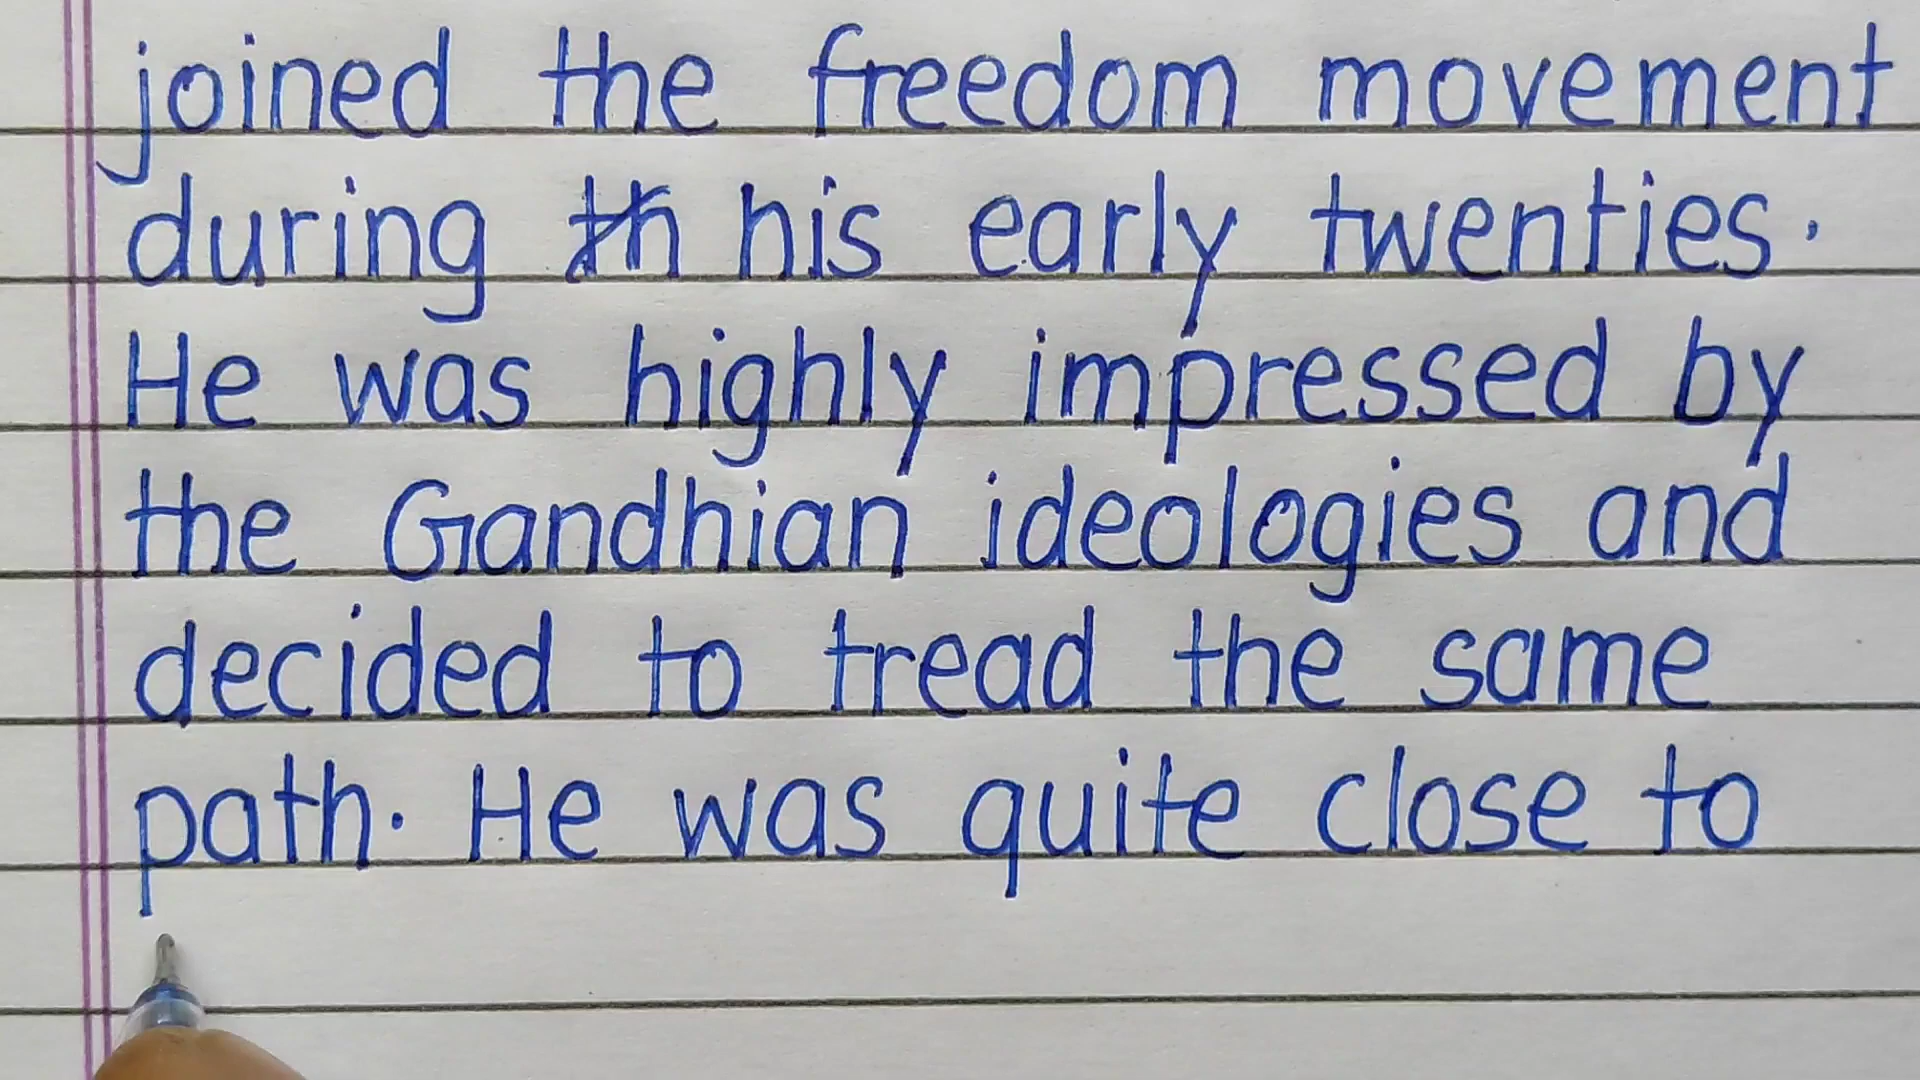 joined the freedom movement
during th his early twenties.
He was highly impressed by
the Gandhian ideologies and
decided to tread the same
path. He was quite close to